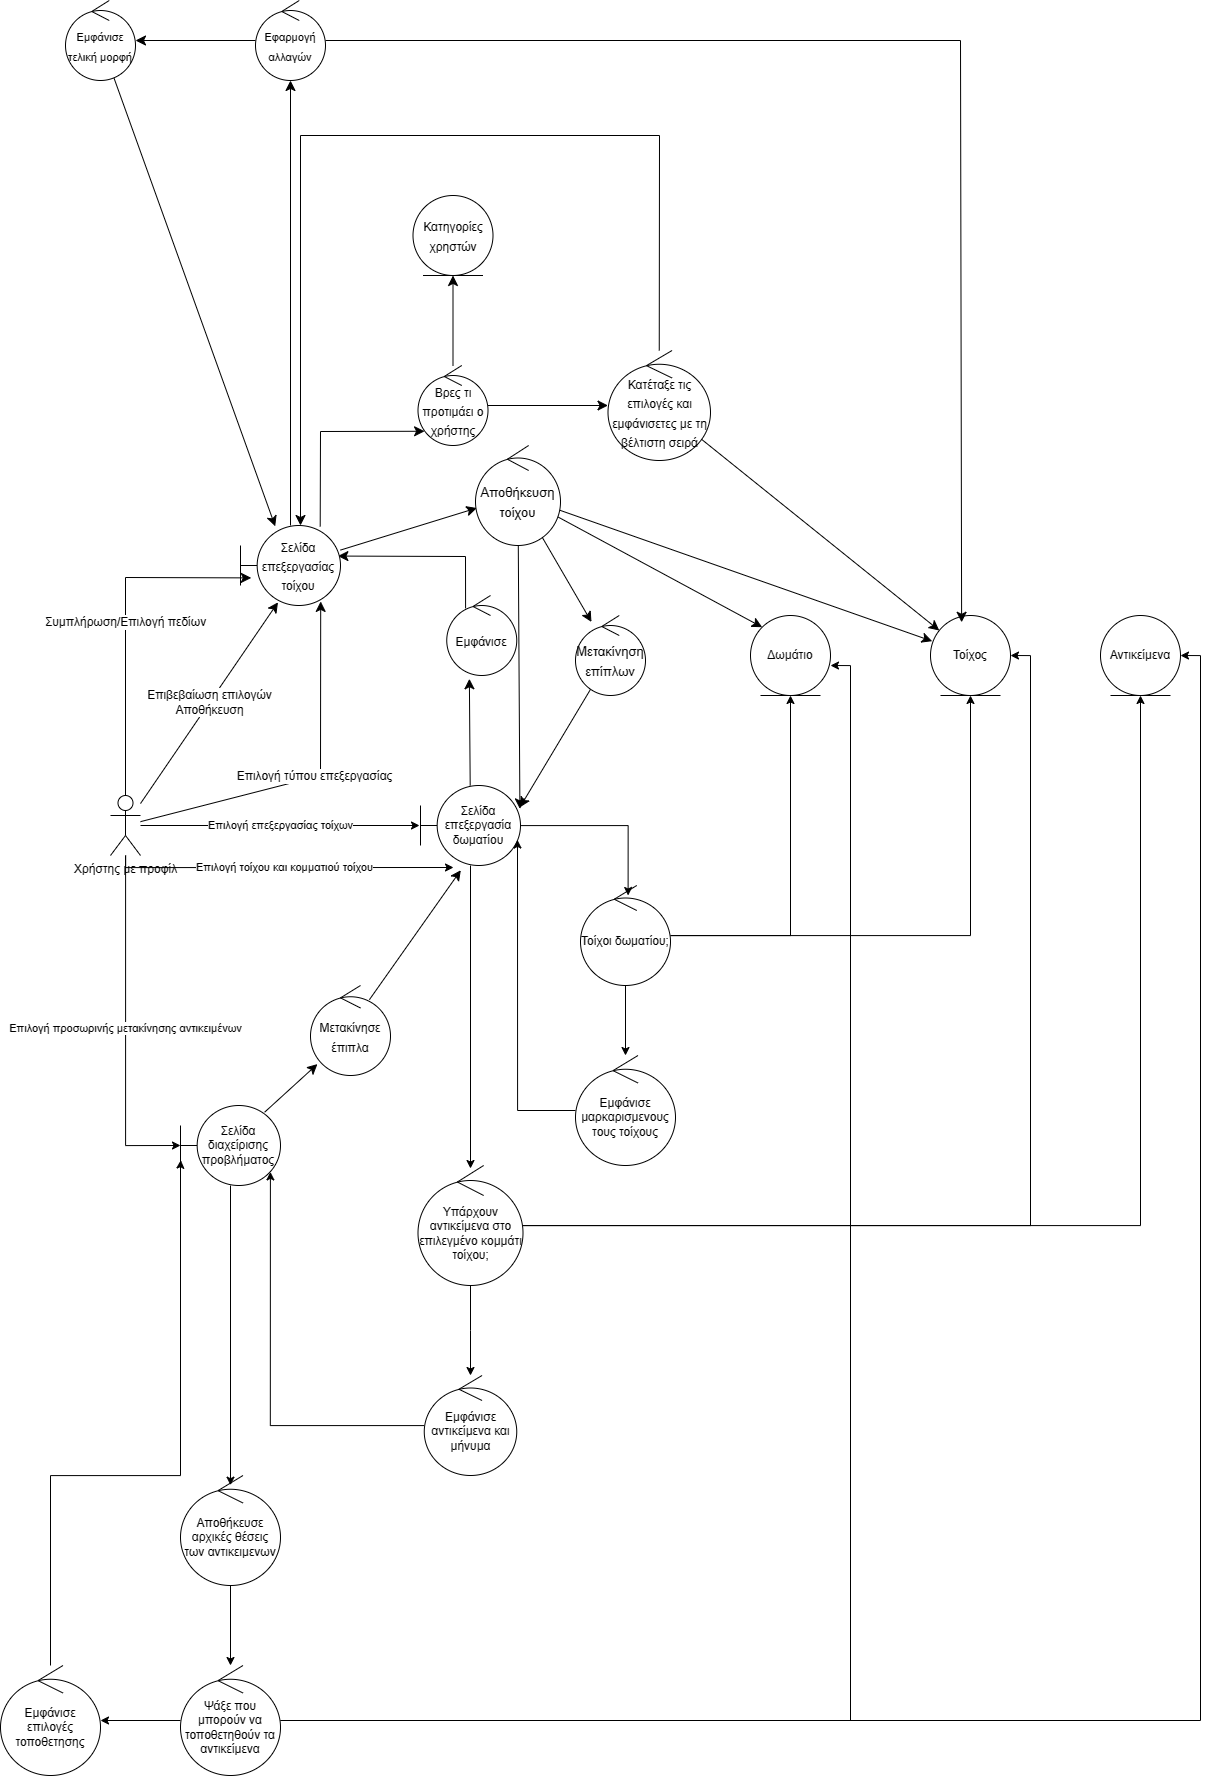 Εμφάνισε
τελική μορφή
Εφαρμογή
αλλαγών
Κατηγορίες
χρηστών
Βρες τι
προτιμάει ο
χρήστης
Κατέταξε τις
επιλογές και
εμφάνισετες με τη
βέλτιστη σειρά
Αποθήκευση
τοίχου
Σελίδα
επεξεργασίας
τοίχου
Συμπλήρωση/Επιλογή πεδίων
Εμφάνισε
Μετακίνηση
επίπλων
Δωμάτιο
Τοίχος
Αντικείμενα
Επιβεβαίωση επιλογών
Αποθήκευση
Επιλογή τύπου επεξεργασίας
Επιλογή επεξεργασίας τοίχων
Σελίδα
επεξεργασία
δωματίου
Χρήστης με προφίλ
Επιλογή τοίχου και κομματιού τοίχου
Τοίχοι δωματίου;
Επιλογή προσωρινής μετακίνησης αντικειμένων
Μετακίνησε
έπιπλα
Εμφάνισε
μαρκαρισμενους
τους τοίχους
Σελίδα
διαχείρισης
προβλήματος
Υπάρχουν
αντικείμενα στο
επιλεγμένο κομμάτι
τοίχου;
Εμφάνισε
αντικείμενα και
μήνυμα
Αποθήκευσε
αρχικές θέσεις
των αντικειμενων
Εμφάνισε
επιλογές
τοποθετησης
Ψάξε που
μπορούν να
τοποθετηθούν τα
αντικείμενα